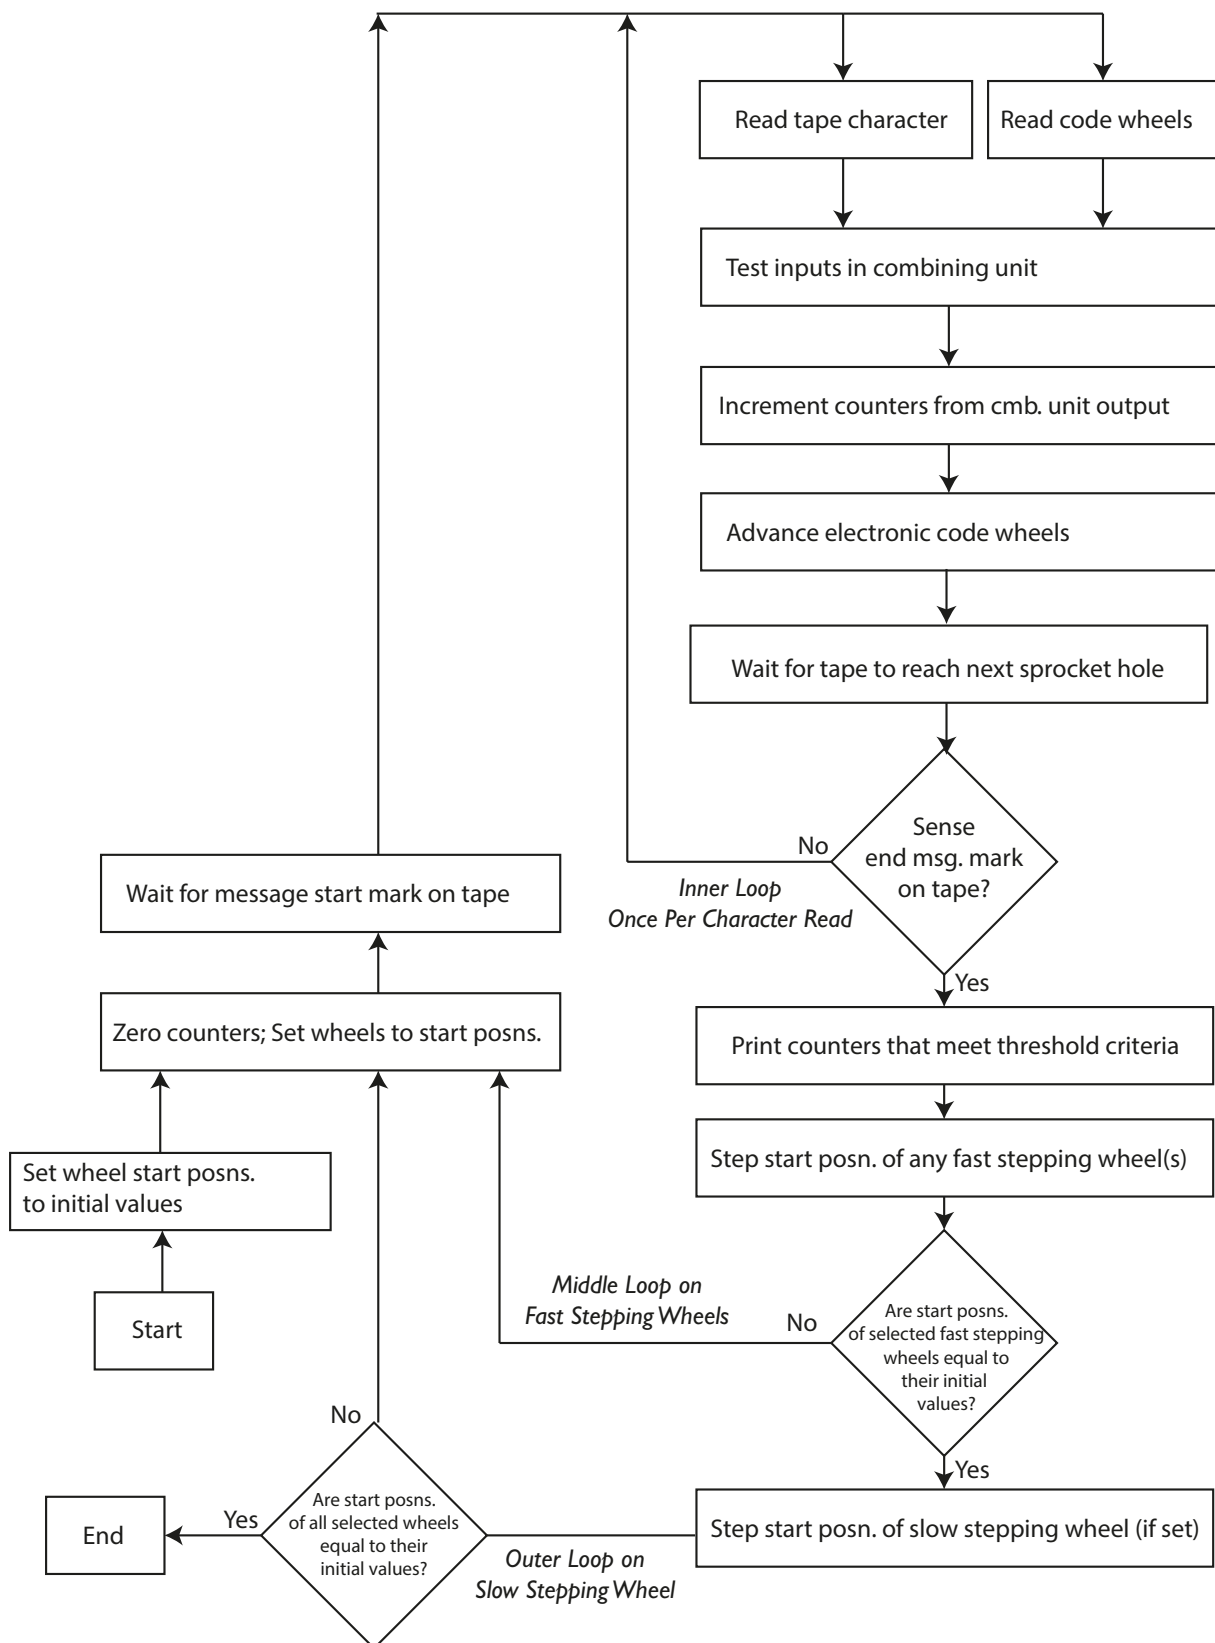 Read tape character
Read code wheels
Test inputs in combining unit
Increment counters from cmb. unit output
Advance electronic code wheels
Wait for tape to reach next sprocket hole
Sense
end msg. mark
on tape?
No
Inner Loop
Once Per Character Read
Yes
Wait for message start mark on tape
Zero counters; Set wheels to start posns.
Print counters that meet threshold criteria
Step start posn. of any fast stepping wheel(s)
Set wheel start posns.
to initial values
Start
Middle Loop on
Fast Stepping Wheels
No
Are start posns.
of selected fast stepping
wheels equal to
their initial
values?
Yes
Step start posn. of slow stepping wheel (if set)
Outer Loop on
Slow Stepping Wheel
No
Are start posns.
of all selected wheels
equal to their
initial values?
Yes
End